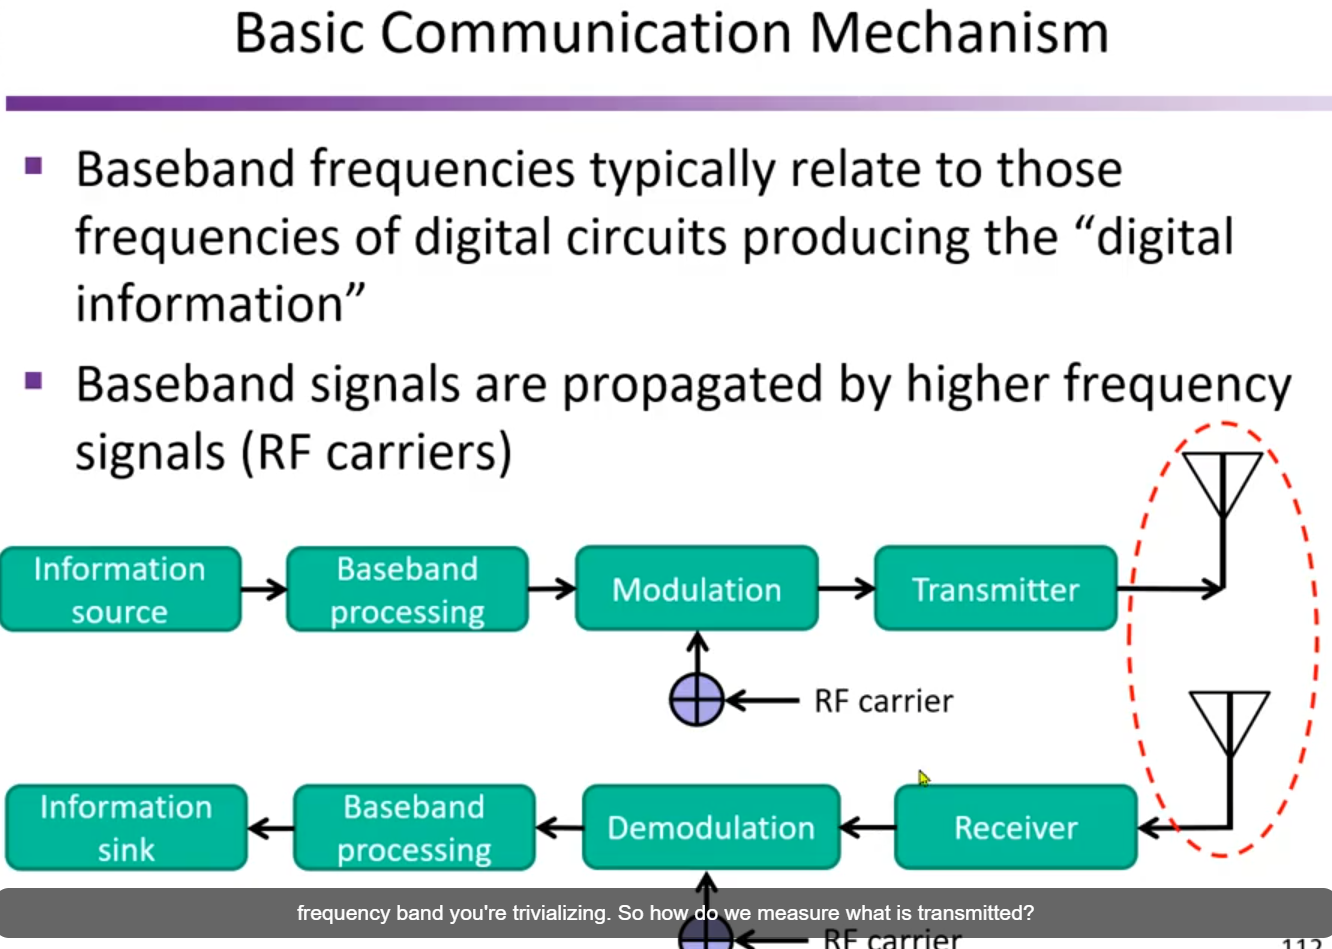 Basic Communication Mechanism
Baseband frequencies typically relate to those
frequencies of digital circuits producing the “digital
information”
Baseband signals are propagated by higher frequency
signals (RF carriers)
Information
source
Baseband
processing
Modulation
Transmitter
RF carrier
Information
sink
Baseband
processing
Demodulation
Receiver
frequency band you're trivializing. So how do we measure what is transmitted?
RF carrier
112